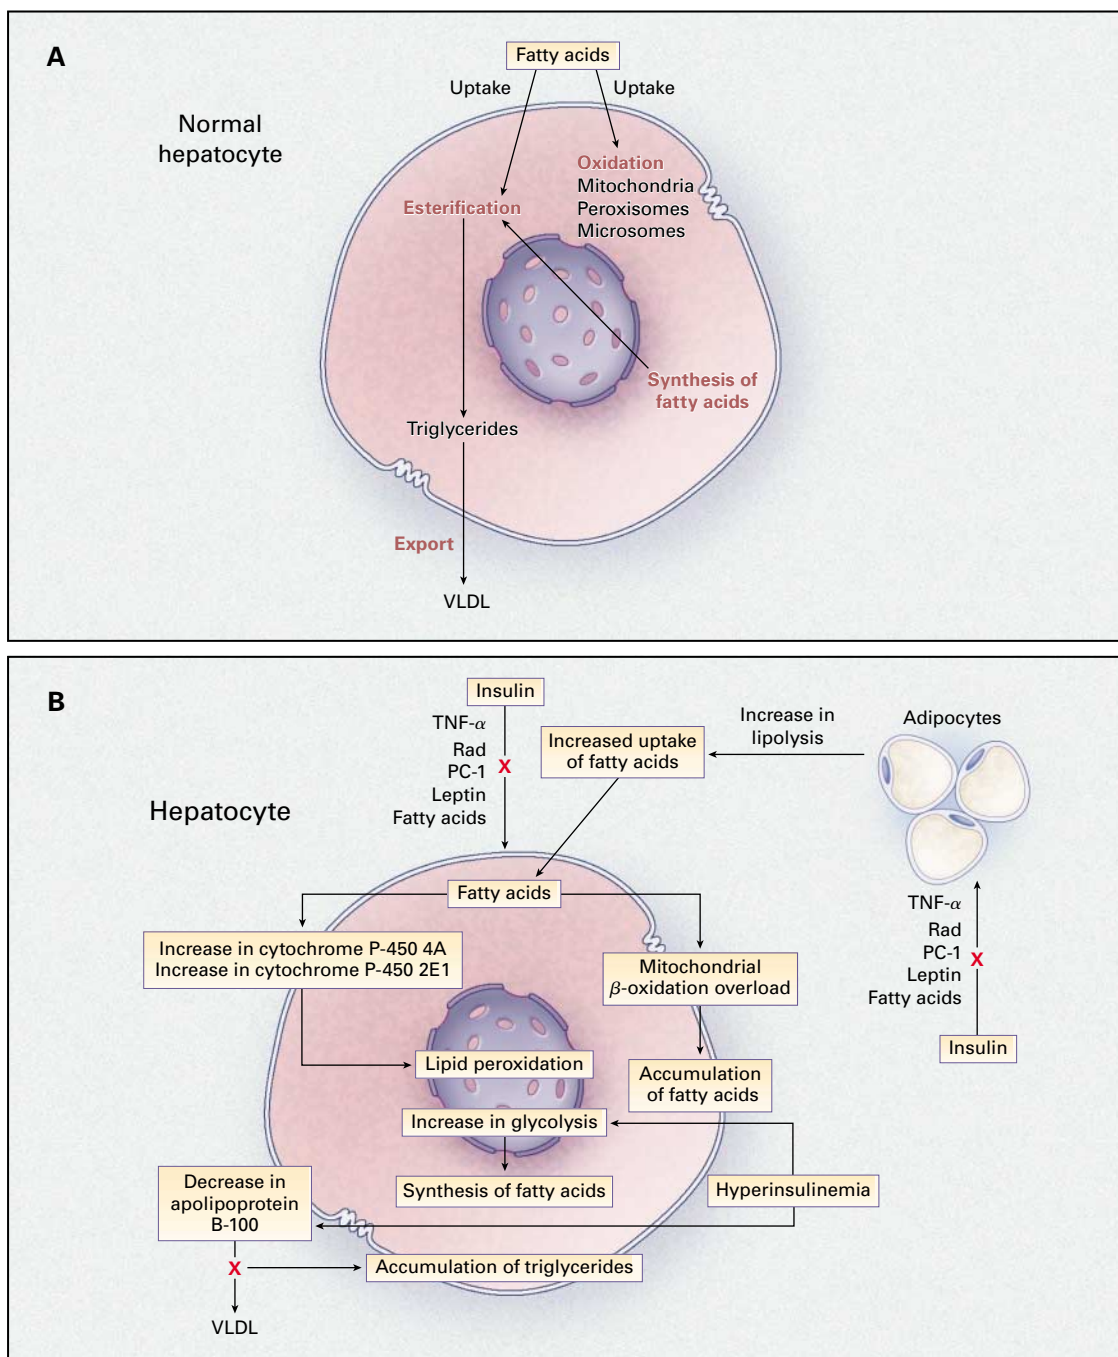 A
Fatty acids
Uptake
Uptake
Normal
hepatocyte
Oxidation
Mitochondria
Peroxisomes
Microsomes
Esterification
Synthesis of
fatty acids
Triglycerides
Export
VLDL
B
Insulin
TNF-α
Rad
PC-1
X
Leptin
Fatty acids
Increased uptake
of fatty acids
Increase in
lipolysis
Adipocytes
Hepatocyte
TNF-α
Rad
PC-1
X
Leptin
Fatty acids
Insulin
Fatty acids
Increase in cytochrome P-450 4A
Increase in cytochrome P-450 2E1
Mitochondrial
β-oxidation overload
Lipid peroxidation
Accumulation
of fatty acids
Increase in glycolysis
Synthesis of fatty acids
Hyperinsulinemia
Decrease in
apolipoprotein
B-100
X
Accumulation of triglycerides
VLDL